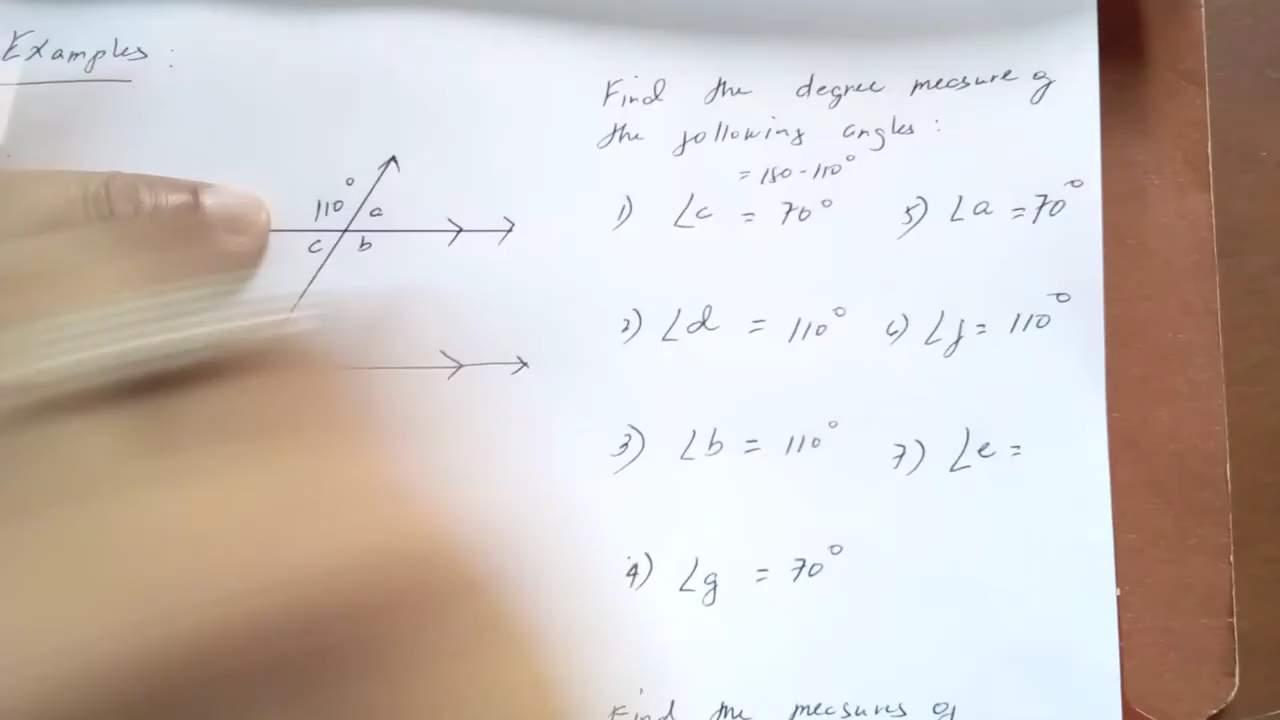 Examples:
Find the degree measure of
the following angles:
= 180 - 110°
1) ∠c = 70°
5) ∠a = 70°
2) ∠d = 110°
6) ∠f = 110°
3) ∠b = 110°
7) ∠e =
4) ∠g = 70°
110°
a
c
b
Find the measures of